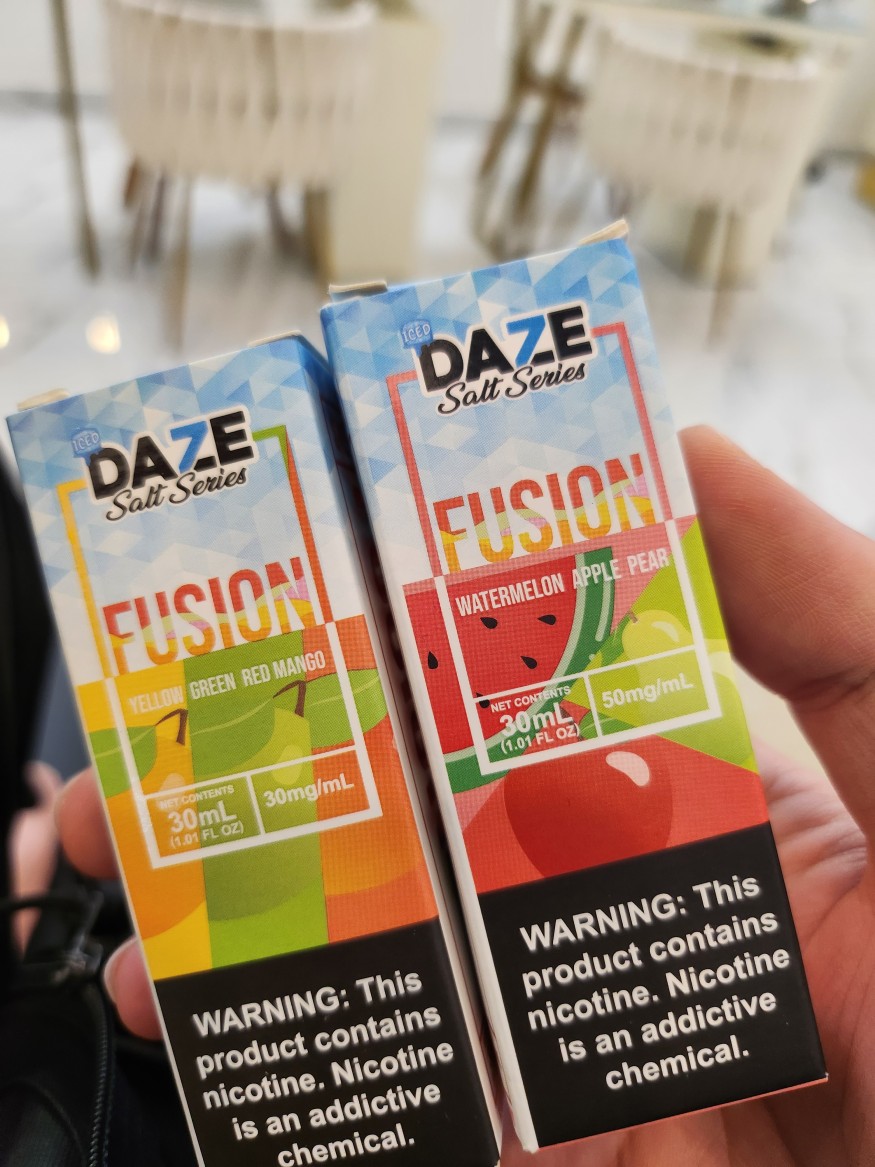 ICED
DAZE
Salt Series
FUSION
YELLOW GREEN RED MANGO
NET CONTENTS
30mL
(1.01 FL OZ)
30mg/mL
WARNING: This
product contains
nicotine. Nicotine
is an addictive
chemical.
ICED
DAZE
Salt Series
FUSION
WATERMELON APPLE PEAR
NET CONTENTS
30mL
(1.01 FL OZ)
50mg/mL
WARNING: This
product contains
nicotine. Nicotine
is an addictive
chemical.